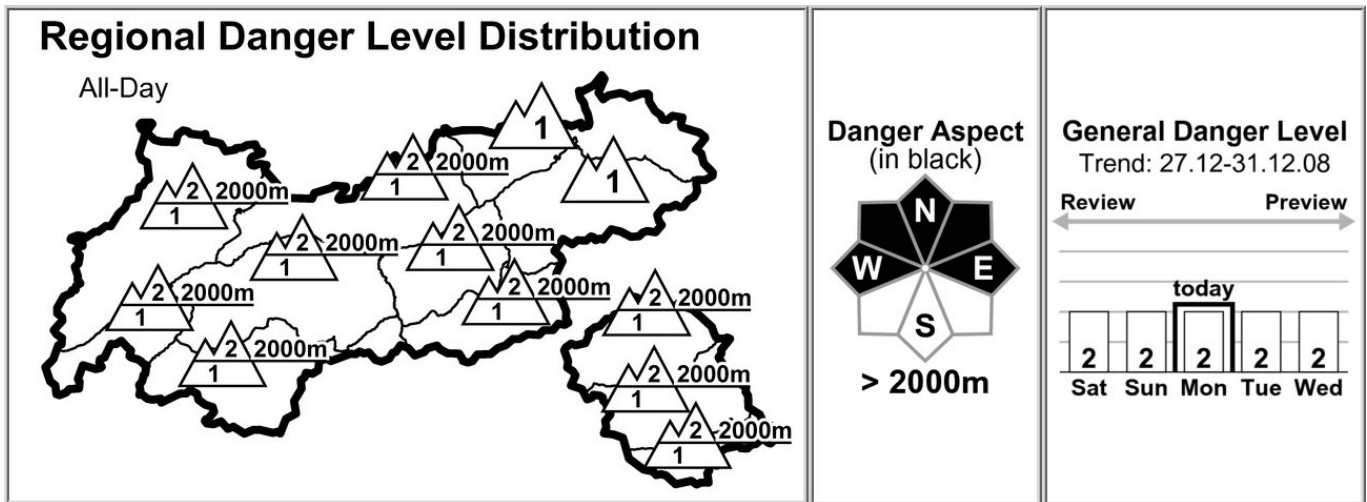 Regional Danger Level Distribution
All-Day
1
1
2 2000m
1
2 2000m
1
2 2000m
1
2 2000m
1
2 2000m
1
2 2000m
1
2 2000m
1
2 2000m
1
2 2000m
1
2 2000m
1
Danger Aspect
(in black)
N
W E
S
> 2000m
General Danger Level
Trend: 27.12-31.12.08
Review Preview
today
2 2 2 2 2
Sat Sun Mon Tue Wed